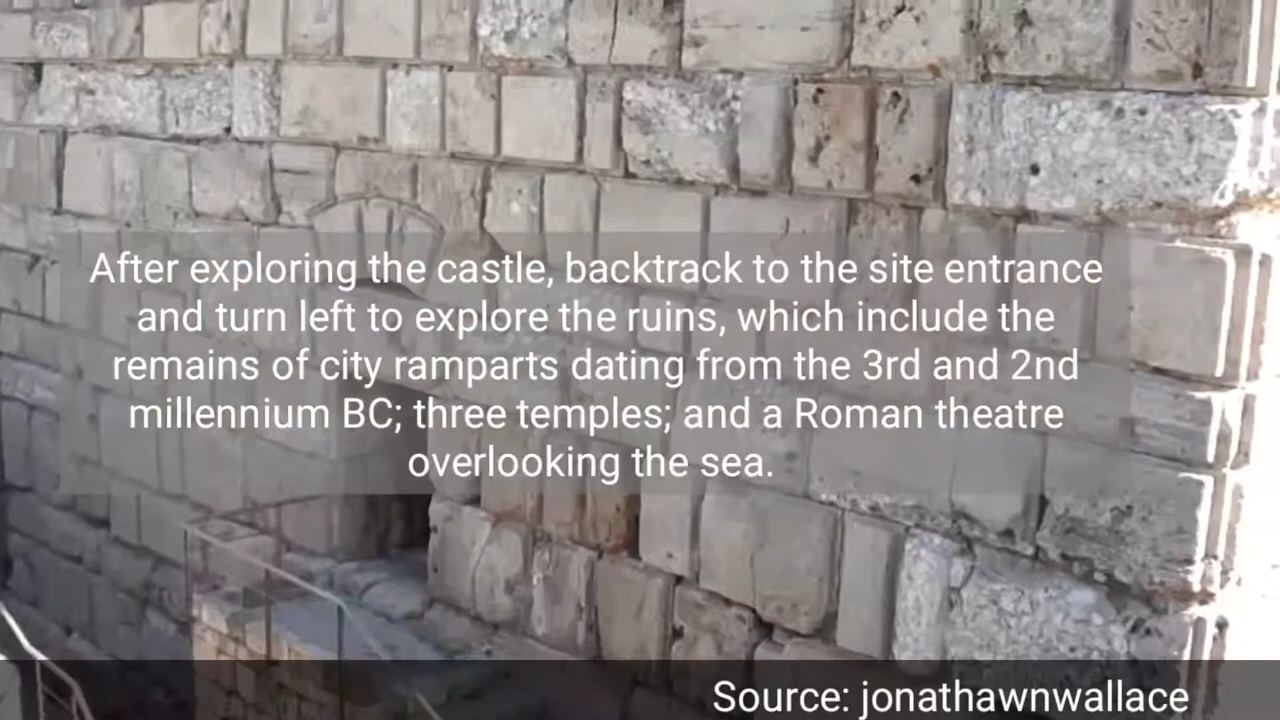 After exploring the castle, backtrack to the site entrance
and turn left to explore the ruins, which include the
remains of city ramparts dating from the 3rd and 2nd
millennium BC; three temples; and a Roman theatre
overlooking the sea.
Source: jonathawnwallace